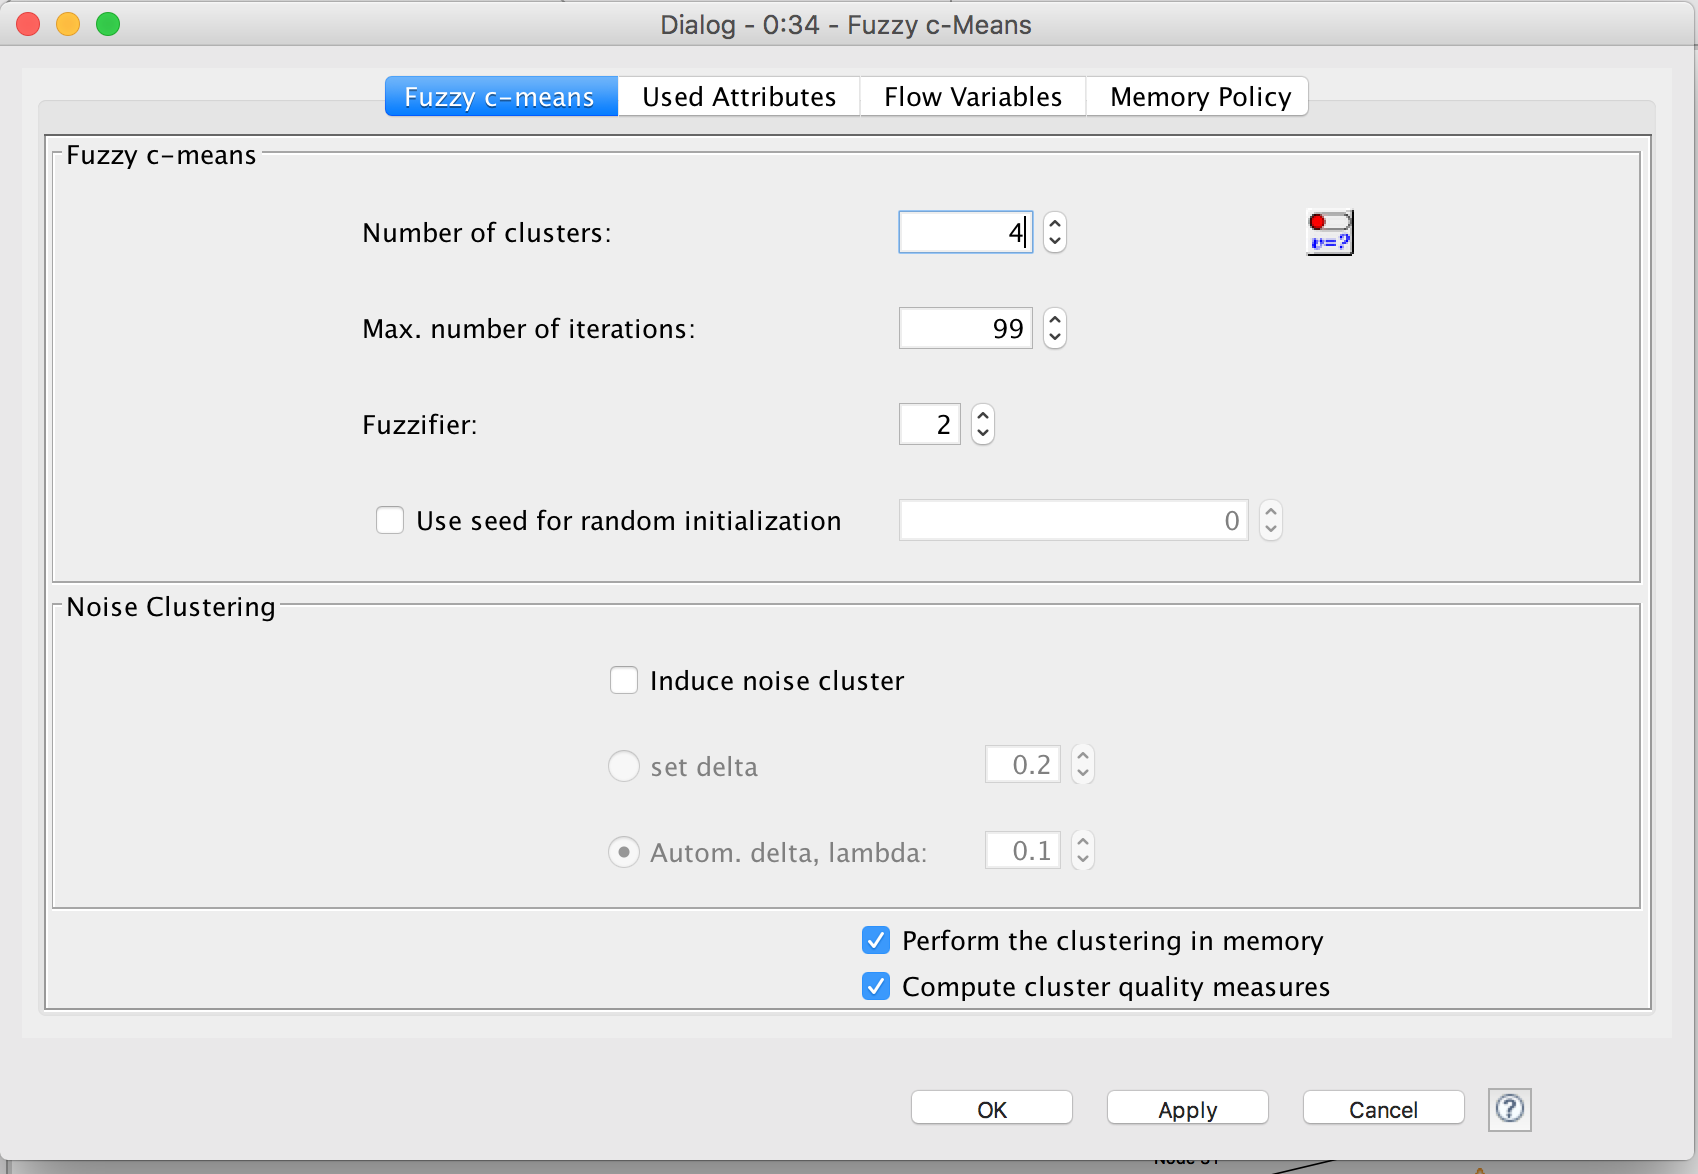 Dialog - 0:34 - Fuzzy c-Means
Fuzzy c-means Used Attributes Flow Variables Memory Policy
Fuzzy c-means
Number of clusters: 4
v=?
Max. number of iterations: 99
Fuzzifier: 2
Use seed for random initialization 0
Noise Clustering
Induce noise cluster
set delta 0.2
Autom. delta, lambda: 0.1
Perform the clustering in memory
Compute cluster quality measures
OK Apply Cancel ?